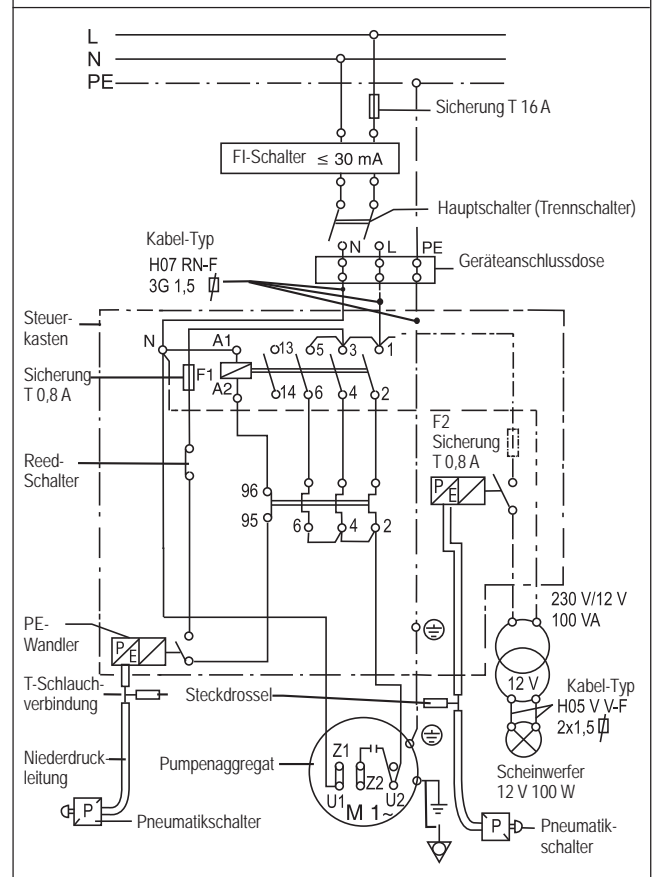 L
N
PE
Sicherung T 16 A
FI-Schalter ≤ 30 mA
Hauptschalter (Trennschalter)
Kabel-Typ
H07 RN-F
3G 1,5
N L PE
Geräteanschlussdose
Steuer-
kasten
N A1 13 5 3 1
Sicherung
T 0,8 A
F1
A2 14 6 4 2
F2
Sicherung
T 0,8 A
Reed-
Schalter
P E
96
95 6 4 2
230 V/12 V
100 VA
PE-
Wandler
P E
12 V
T-Schlauch-
verbindung
Steckdrossel
Kabel-Typ
H05 V V-F
2x1,5
Niederdruck
leitung
Pumpenaggregat
Z1
Z2
U1 U2
M 1~
Scheinwerfer
12 V 100 W
P
Pneumatikschalter
P
Pneumatik-
schalter